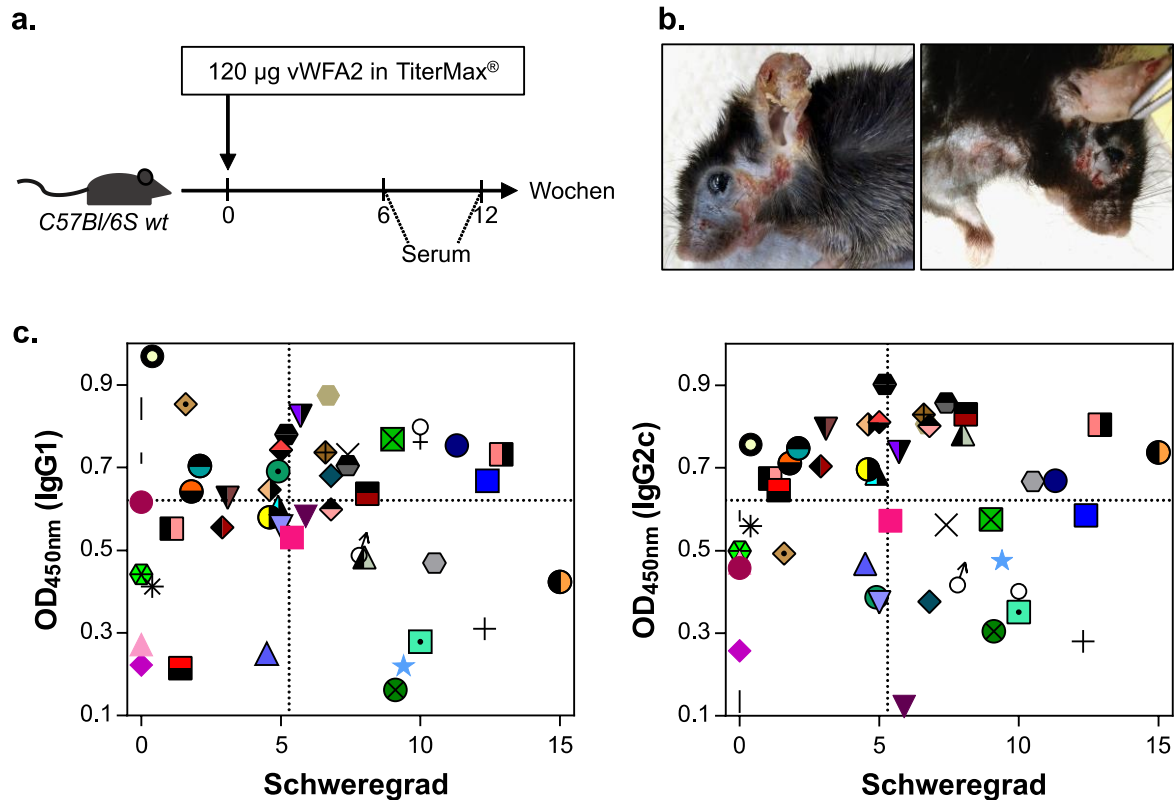 a.
120 µg vWFA2 in TiterMax®
C57Bl/6S wt
0
6
12
Wochen
Serum
b.
c.
OD450nm (IgG1)
0.9
0.7
0.5
0.3
0.1
0
5
10
15
Schweregrad
OD450nm (IgG2c)
0.9
0.7
0.5
0.3
0.1
0
5
10
15
Schweregrad